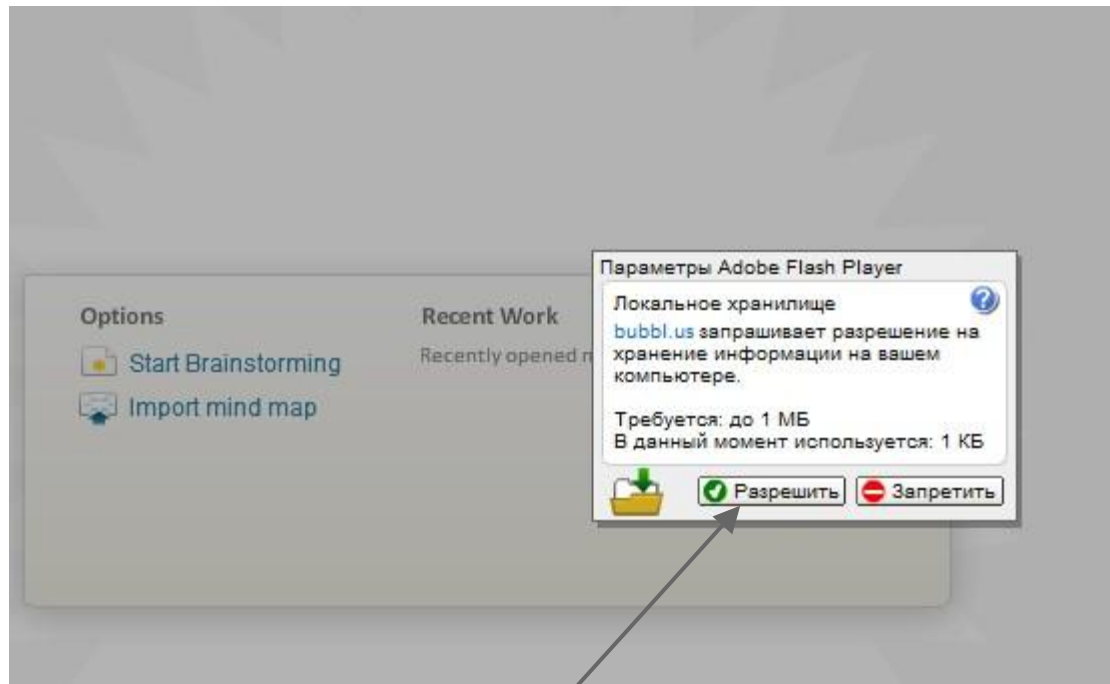 Options
Start Brainstorming
Import mind map
Recent Work
Recently opened
Параметры Adobe Flash Player
Локальное хранилище
bubbl.us запрашивает разрешение на
хранение информации на вашем
компьютере.
Требуется: до 1 МБ
В данный момент используется: 1 КБ
Разрешить
Запретить